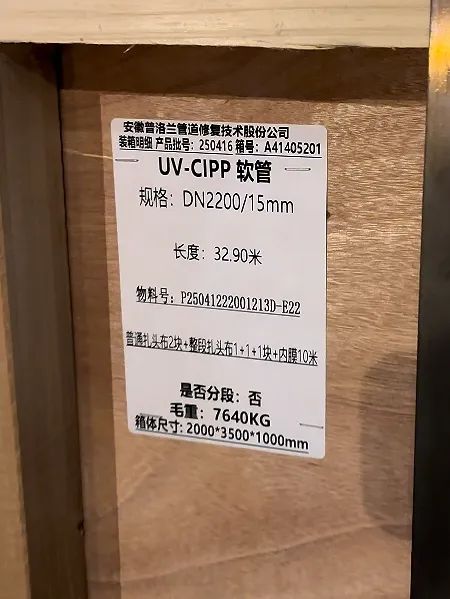 安徽普洛兰管道修复技术股份公司
装箱明细 产品批号: 250416 箱号: A41405201
UV-CIPP 软管
规格: DN2200/15mm
长度: 32.90米
物料号: P25041222001213D-E22
普通扎头布2块+整段扎头布1+1+1块+内膜10米
是否分段: 否
毛重: 7640KG
箱体尺寸: 2000*3500*1000mm